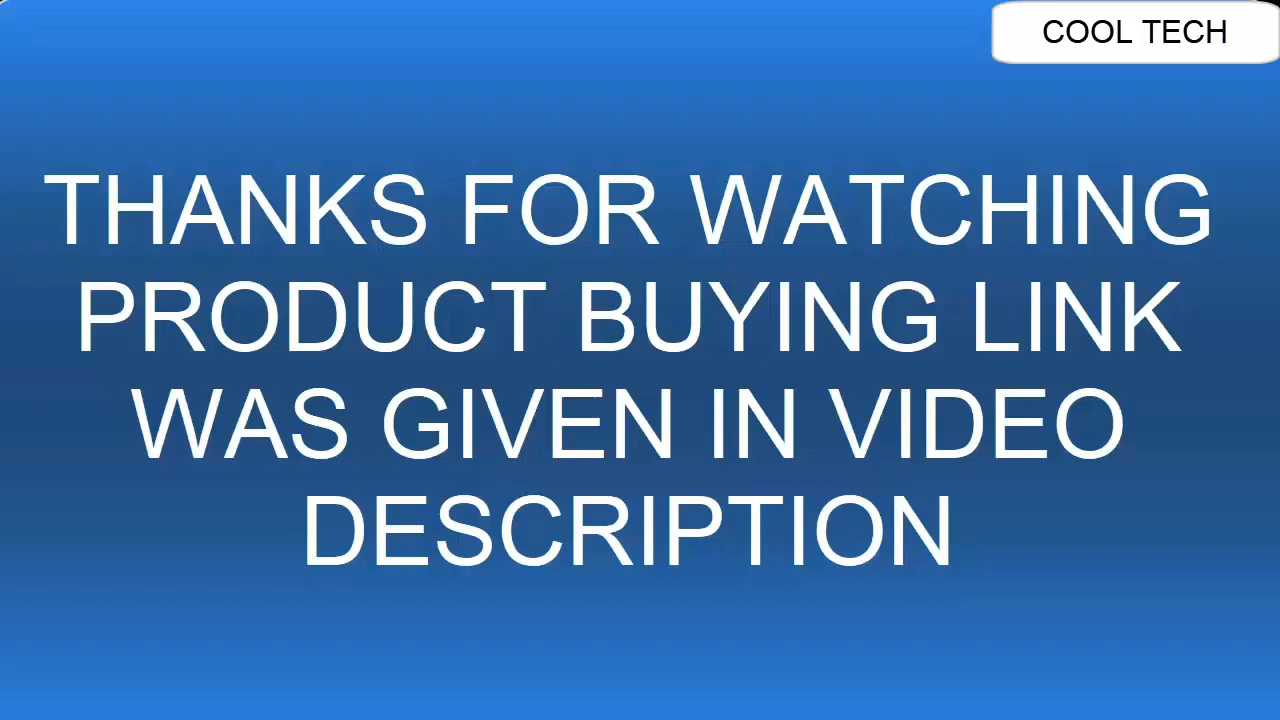 COOL TECH
THANKS FOR WATCHING
PRODUCT BUYING LINK
WAS GIVEN IN VIDEO
DESCRIPTION